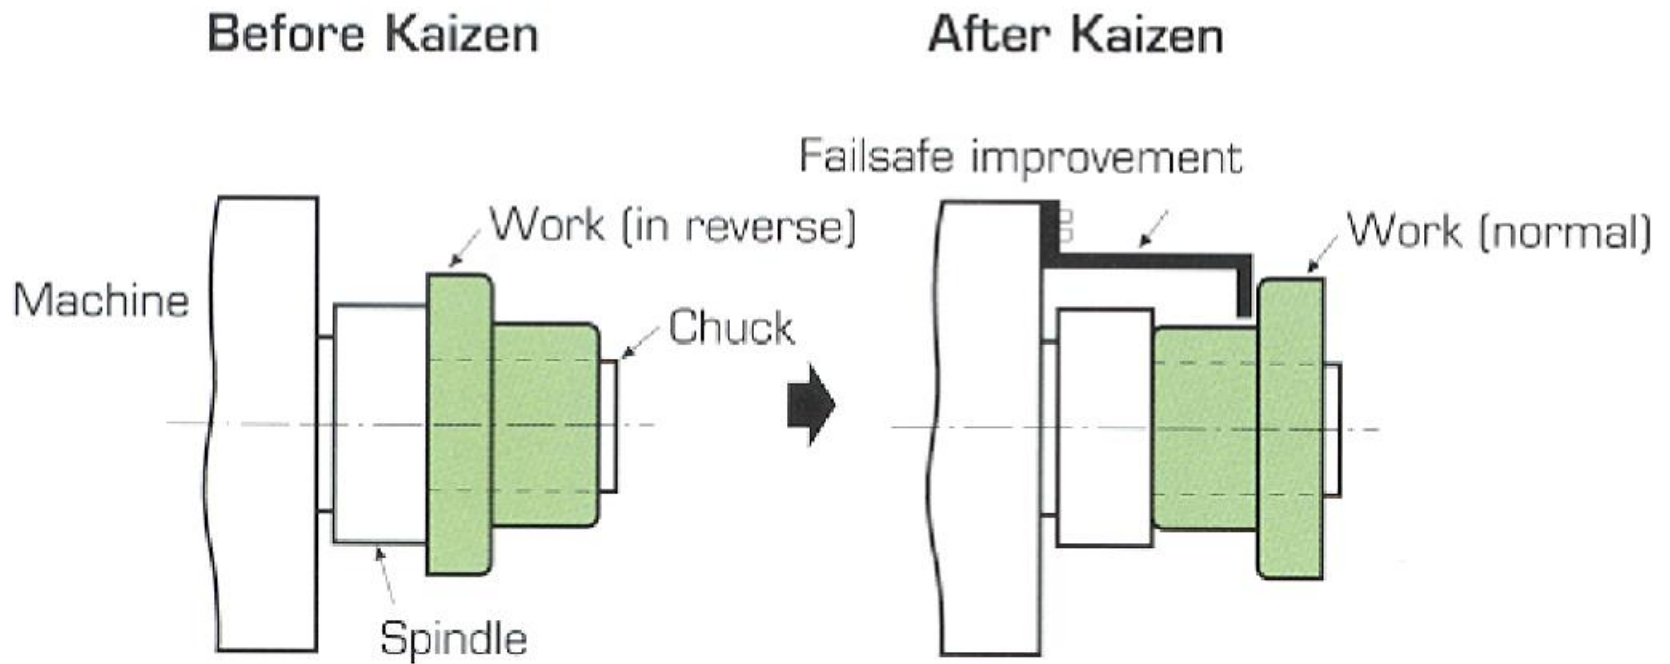 Before Kaizen
After Kaizen
Failsafe improvement
Work (in reverse)
Work (normal)
Machine
Chuck
Spindle